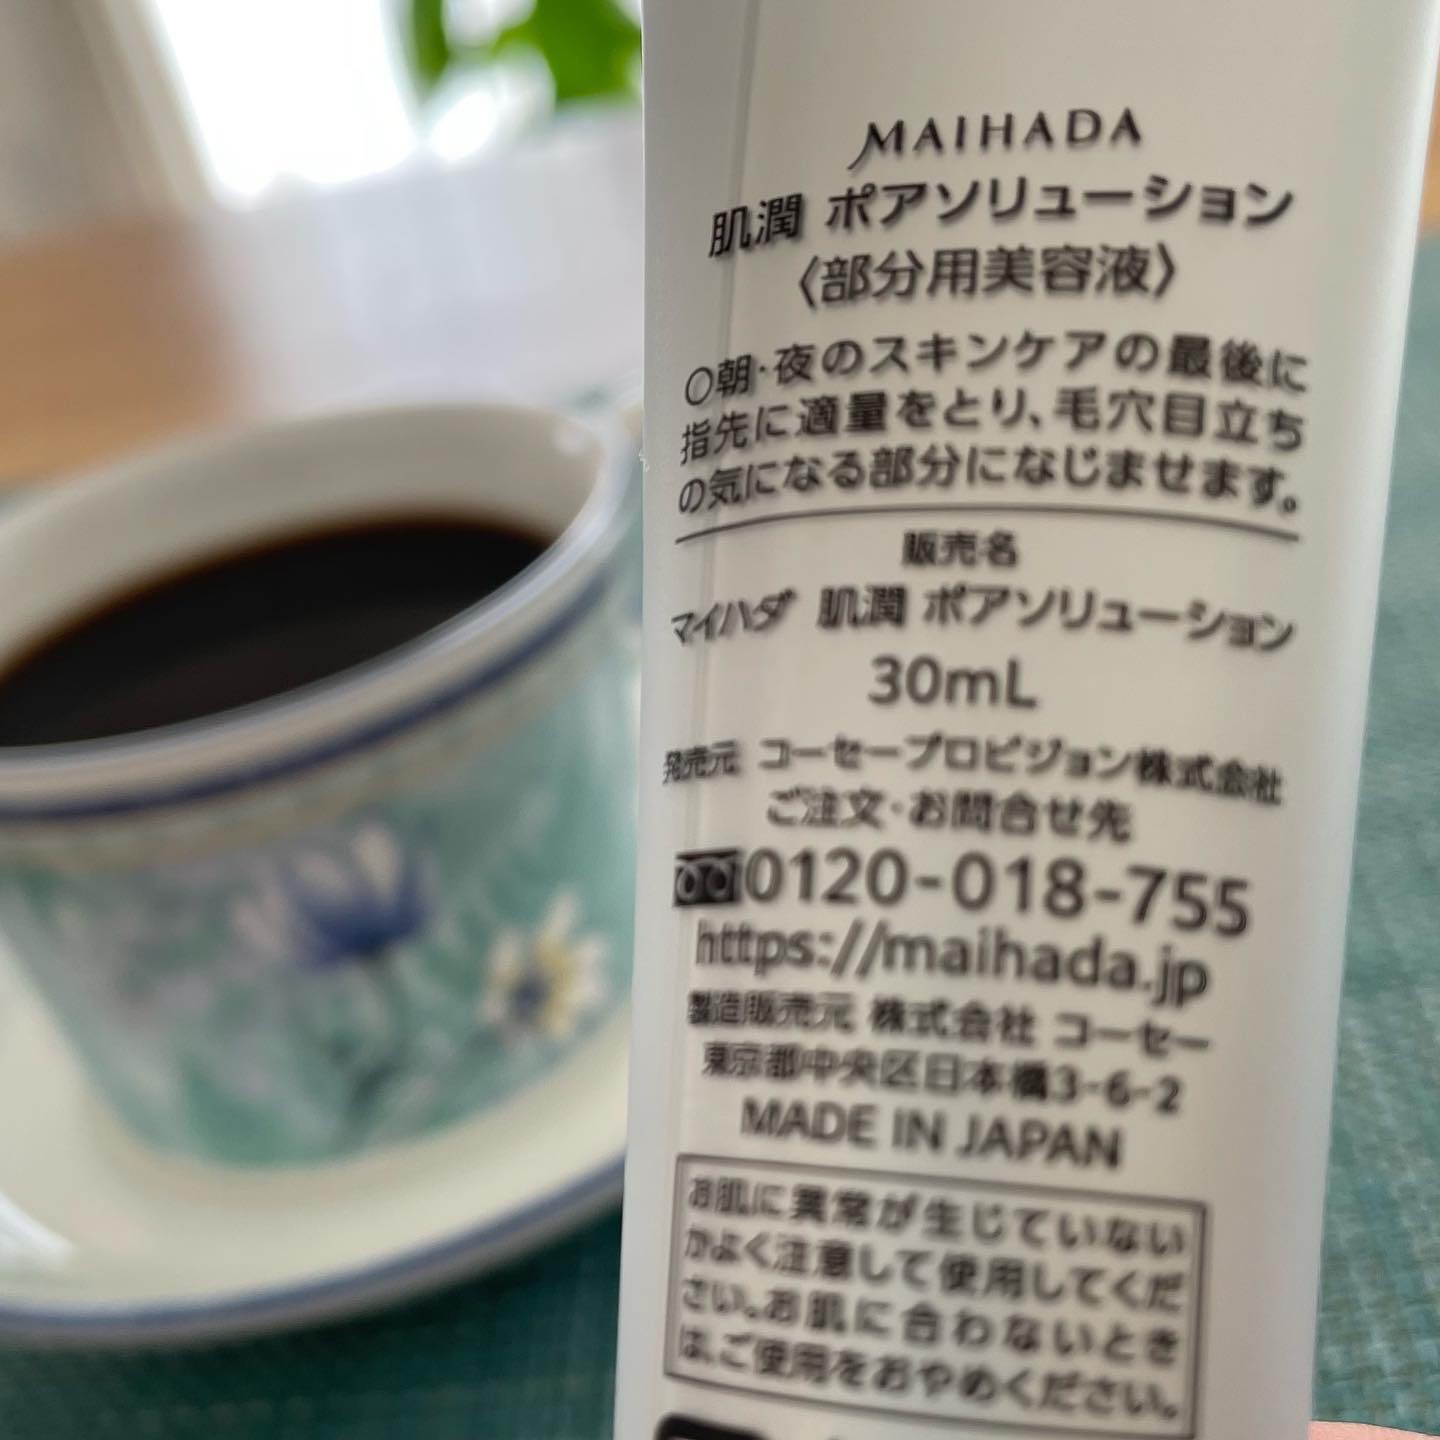 MAIHADA
肌潤 ポアソリューション
〈部分用美容液〉
〇朝・夜のスキンケアの最後に
指先に適量をとり、毛穴目立ち
の気になる部分になじませます。
販売名
マイハダ 肌潤 ポアソリューション
30mL
発売元 コーセープロビジョン株式会社
ご注文・お問合せ先
0120-018-755
https://maihada.jp
製造販売元 株式会社 コーセー
東京都中央区日本橋3-6-2
MADE IN JAPAN
お肌に異常が生じていない
かよく注意して使用してくだ
さい。お肌に合わないとき
は、ご使用をおやめください。